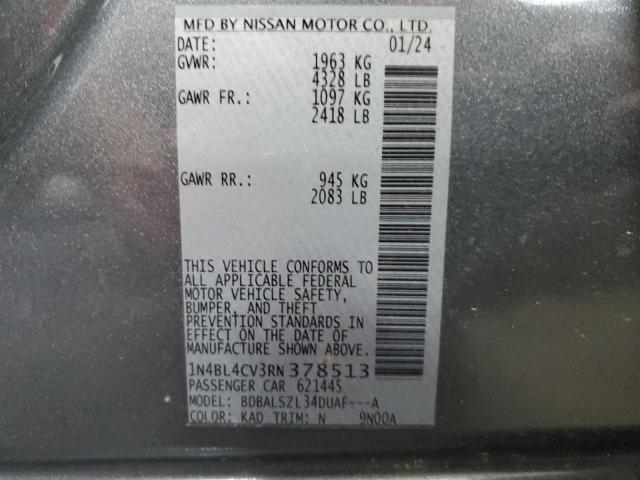 MFD BY NISSAN MOTOR CO., LTD.
DATE: 01/24
GVWR: 1963 KG
4328 LB
GAWR FR.: 1097 KG
2418 LB
GAWR RR.: 945 KG
2083 LB
THIS VEHICLE CONFORMS TO
ALL APPLICABLE FEDERAL
MOTOR VEHICLE SAFETY,
BUMPER, AND THEFT
PREVENTION STANDARDS IN
EFFECT ON THE DATE OF
MANUFACTURE SHOWN ABOVE.
1N4BL4CV3RN378513
PASSENGER CAR 621445
MODEL: BDBALSZL34DUAF---A
COLOR: KAD TRIM: N 9N00A